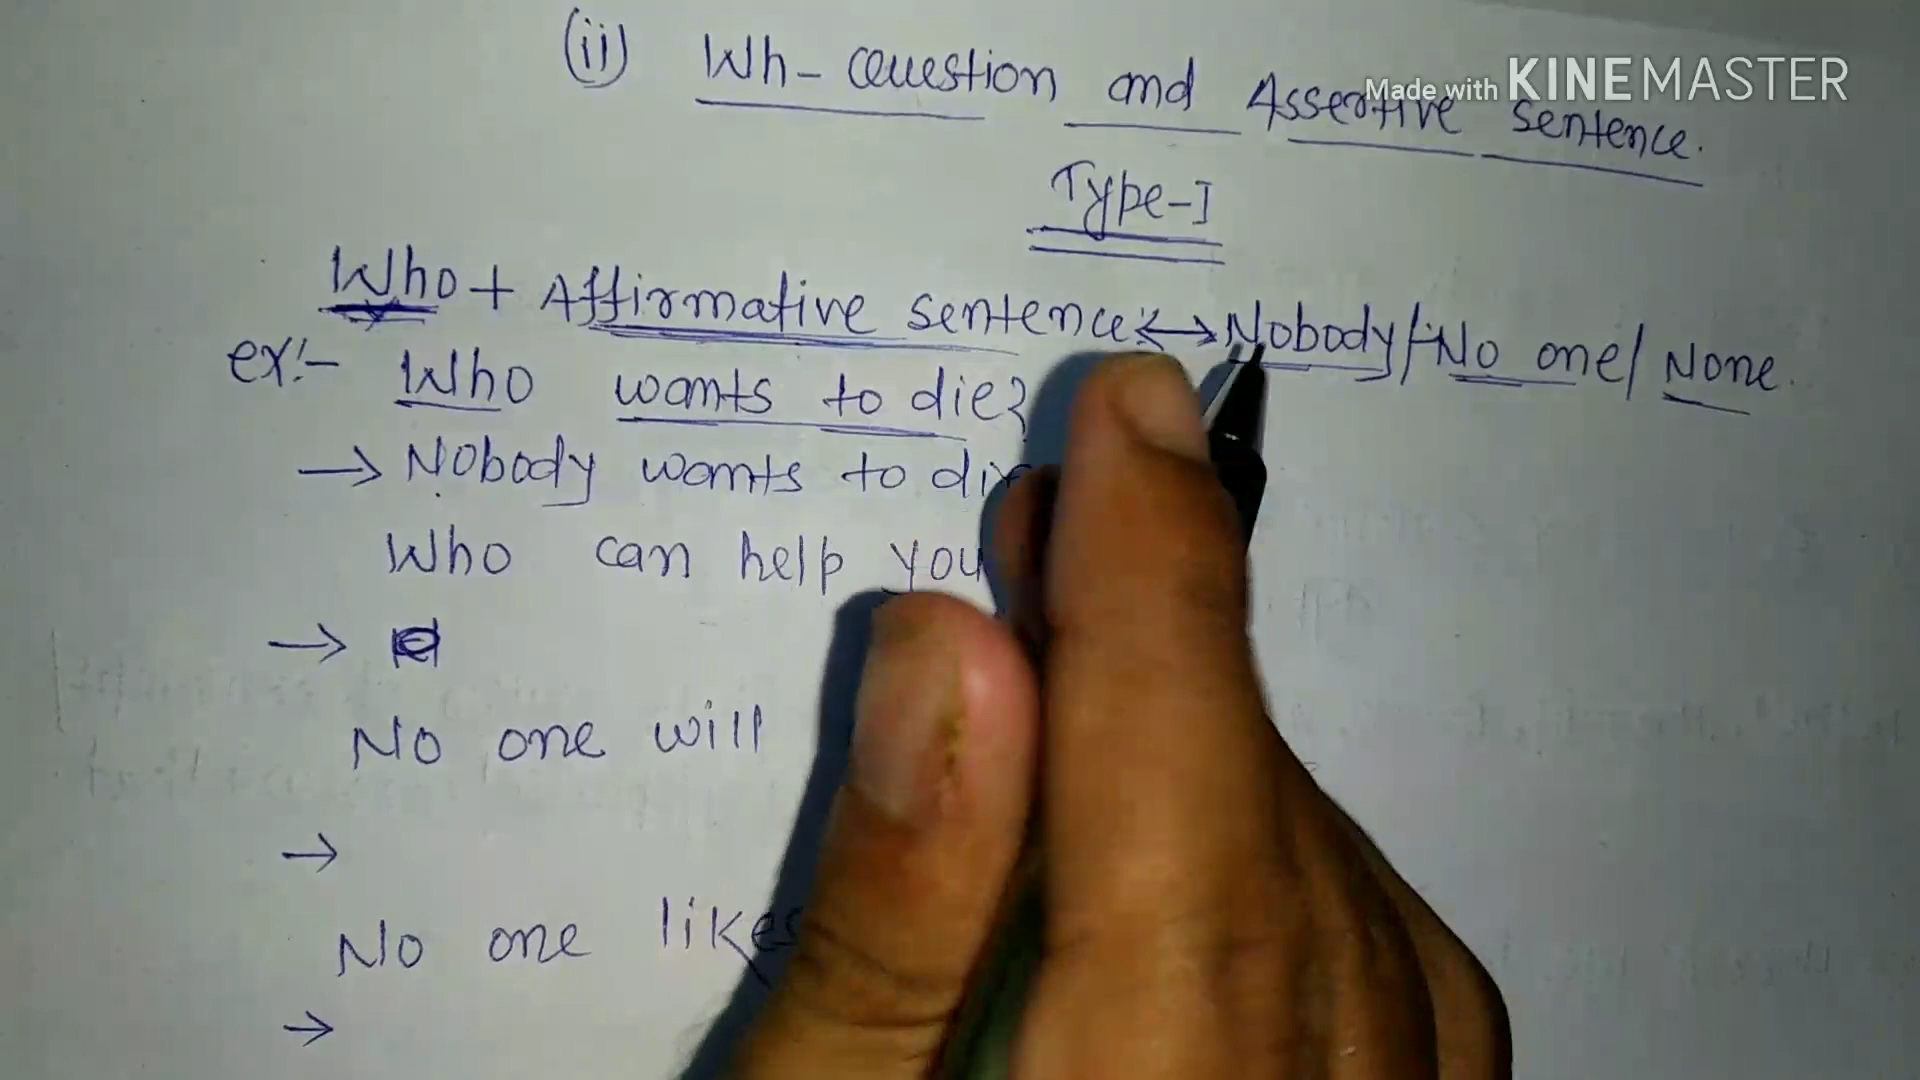 (ii) Wh- Question and Assertive sentence.
Made with KINEMASTER
Type-I
Who + Affirmative sentence ↔ Nobody/No one/None.
ex:- Who wants to die?
→ Nobody wants to die
Who can help you
→
No one will
→
No one likes
→